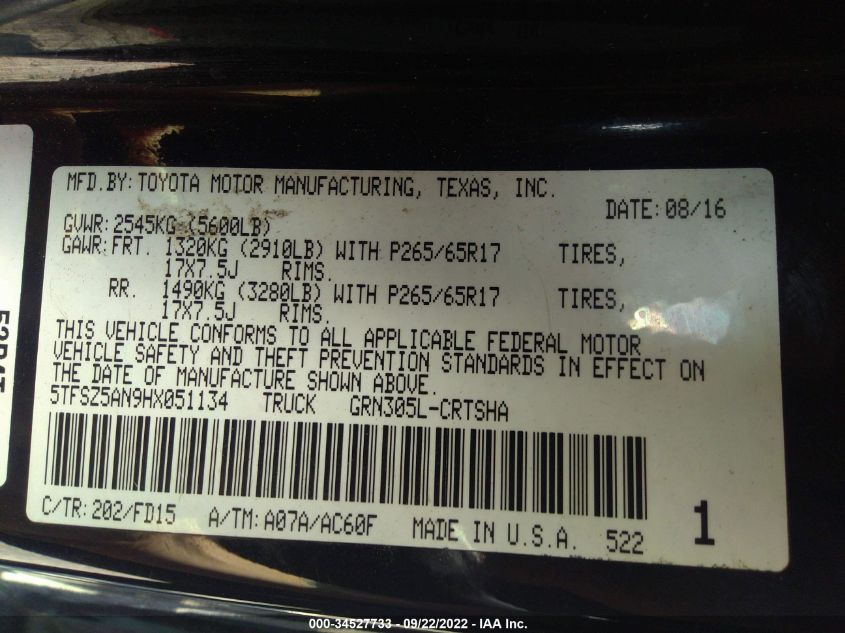 MFD.BY:TOYOTA MOTOR MANUFACTURING, TEXAS, INC.
DATE:08/16
GVWR:2545KG (5600LB)
GAWR:FRT. 1320KG (2910LB) WITH P265/65R17 TIRES,
17X7.5J RIMS.
RR. 1490KG (3280LB) WITH P265/65R17 TIRES,
17X7.5J RIMS.
THIS VEHICLE CONFORMS TO ALL APPLICABLE FEDERAL MOTOR
VEHICLE SAFETY AND THEFT PREVENTION STANDARDS IN EFFECT ON
THE DATE OF MANUFACTURE SHOWN ABOVE.
5TFSZ5AN9HX051134 TRUCK GRN305L-CRTSHA
C/TR:202/FD15 A/TM:A07A/AC60F MADE IN U.S.A. 522
1
000-34527733 - 09/22/2022 - IAA Inc.